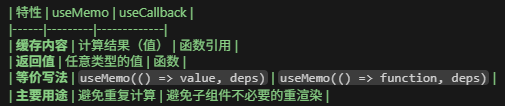 | 特性 | useMemo | useCallback |
|------|---------|-------------|
| 缓存内容 | 计算结果（值） | 函数引用 |
| 返回值 | 任意类型的值 | 函数 |
| 等价写法 | useMemo(() => value, deps) | useMemo(() => function, deps) |
| 主要用途 | 避免重复计算 | 避免子组件不必要的重渲染 |